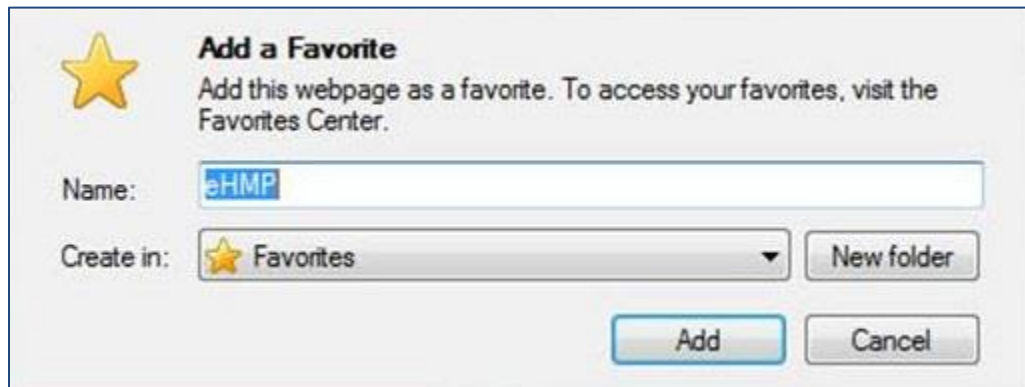 Add a Favorite
Add this webpage as a favorite. To access your favorites, visit the
Favorites Center.
Name: eHMP
Create in: Favorites New folder
Add Cancel